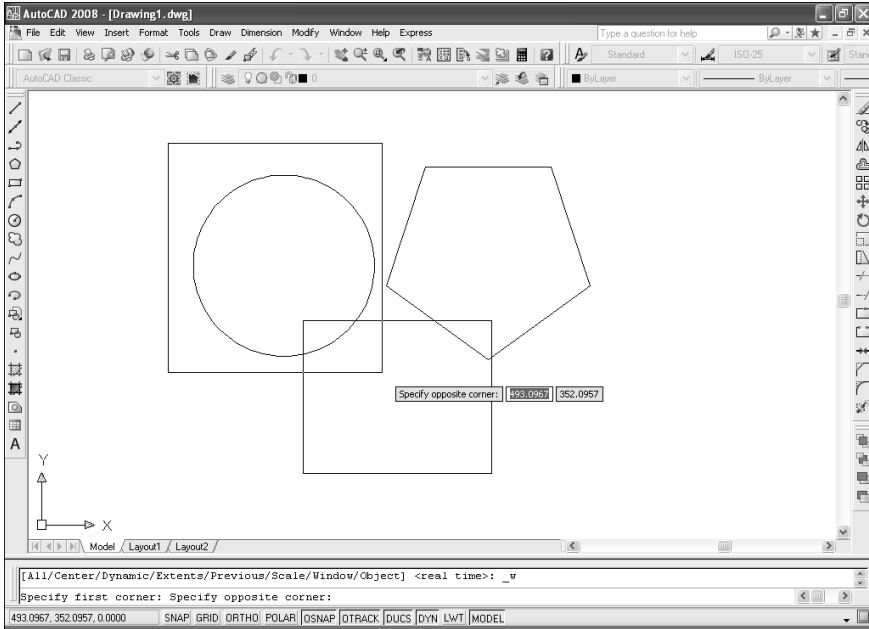 AutoCAD 2008 - [Drawing1.dwg]
File Edit View Insert Format Tools Draw Dimension Modify Window Help Express
Type a question for help
Standard ISO-25 Stan
AutoCAD Classic 0 ByLayer ByLayer
Specify opposite corner: 493.0967 352.0957
Y
X
A
Model Layout1 Layout2
[All/Center/Dynamic/Extents/Previous/Scale/Window/Object] <real time>: _w
Specify first corner: Specify opposite corner:
493.0967, 352.0957, 0.0000 SNAP GRID ORTHO POLAR OSNAP OTRACK DUCS DYN LWT MODEL